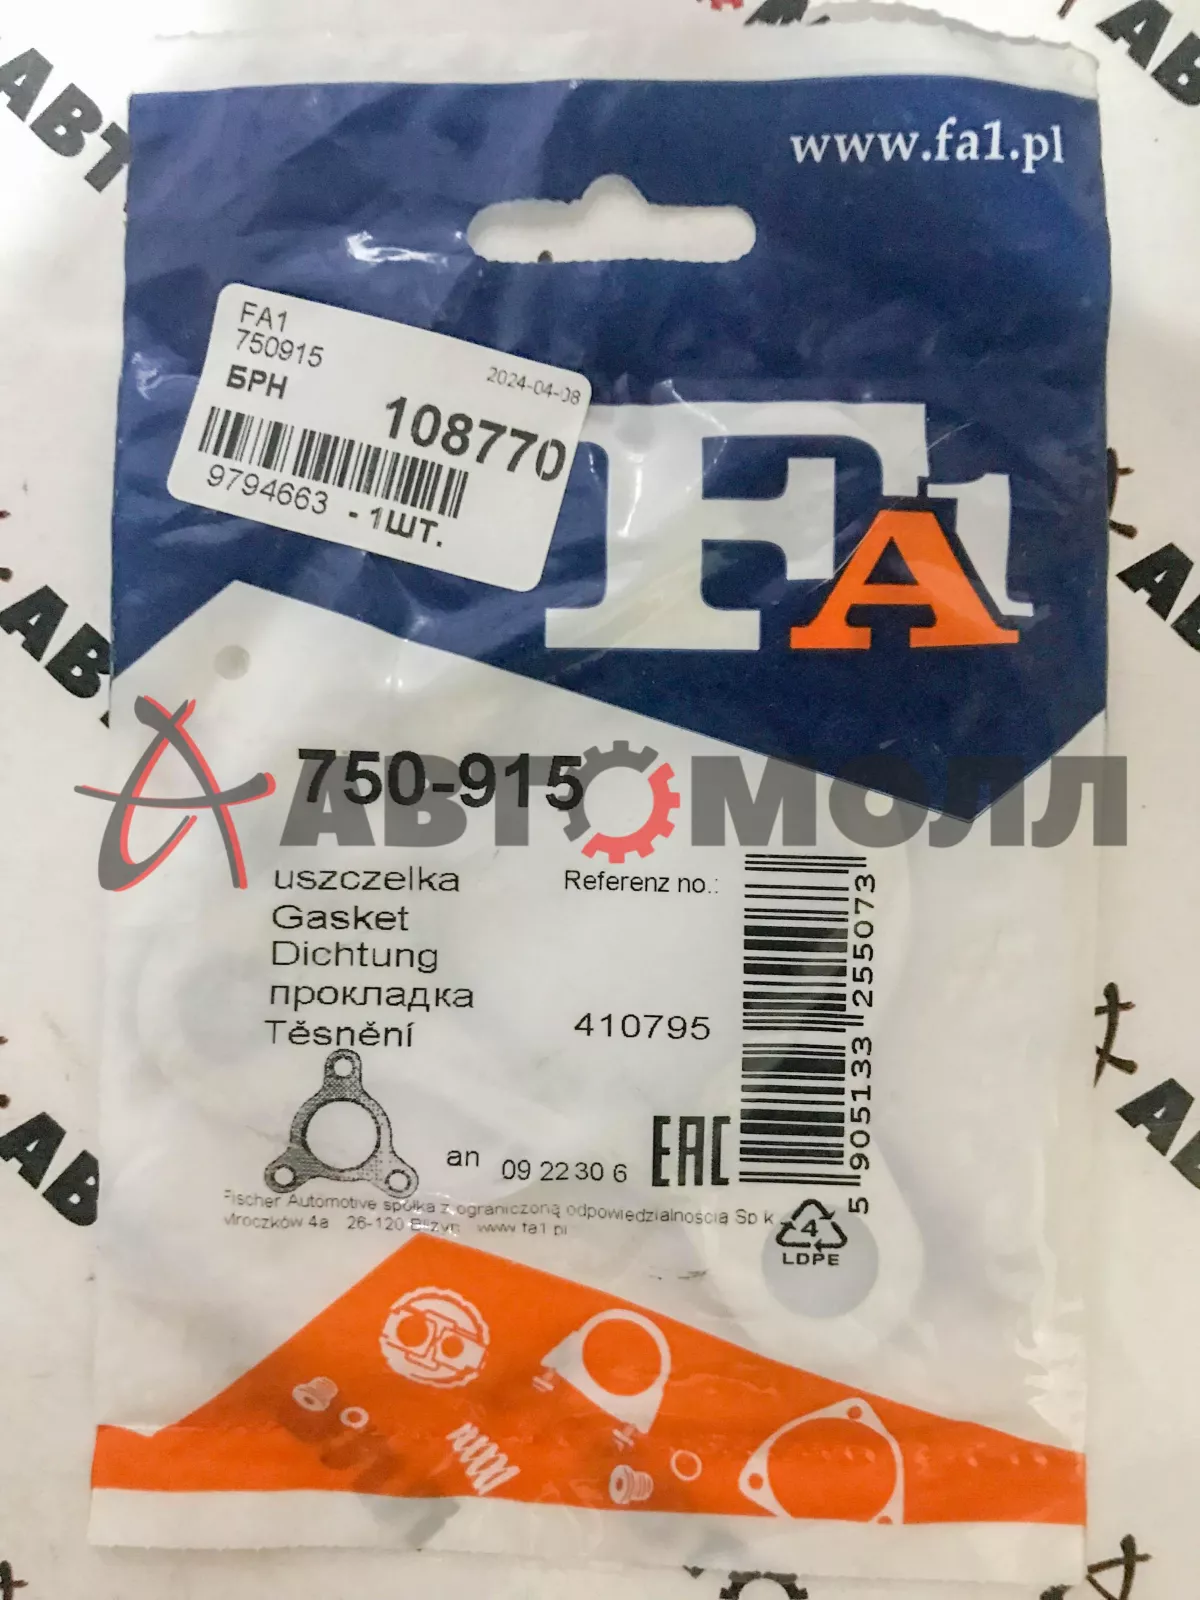 www.fa1.pl
FA1
750915
2024-04-08
БРН
108770
9794663 - 1ШТ.
FA1
750-915
АВТОМОЛЛ
uszczelka
Referenz no.:
Gasket
Dichtung
прокладка
Těsnění
410795
5 905133 255073
an 09 22 30 6
EAC
Fischer Automotive spółka z ograniczoną odpowiedzialnością Sp k
Mroczków 4a 26-120 Bliżyn www.fa1.pl
4
LDPE